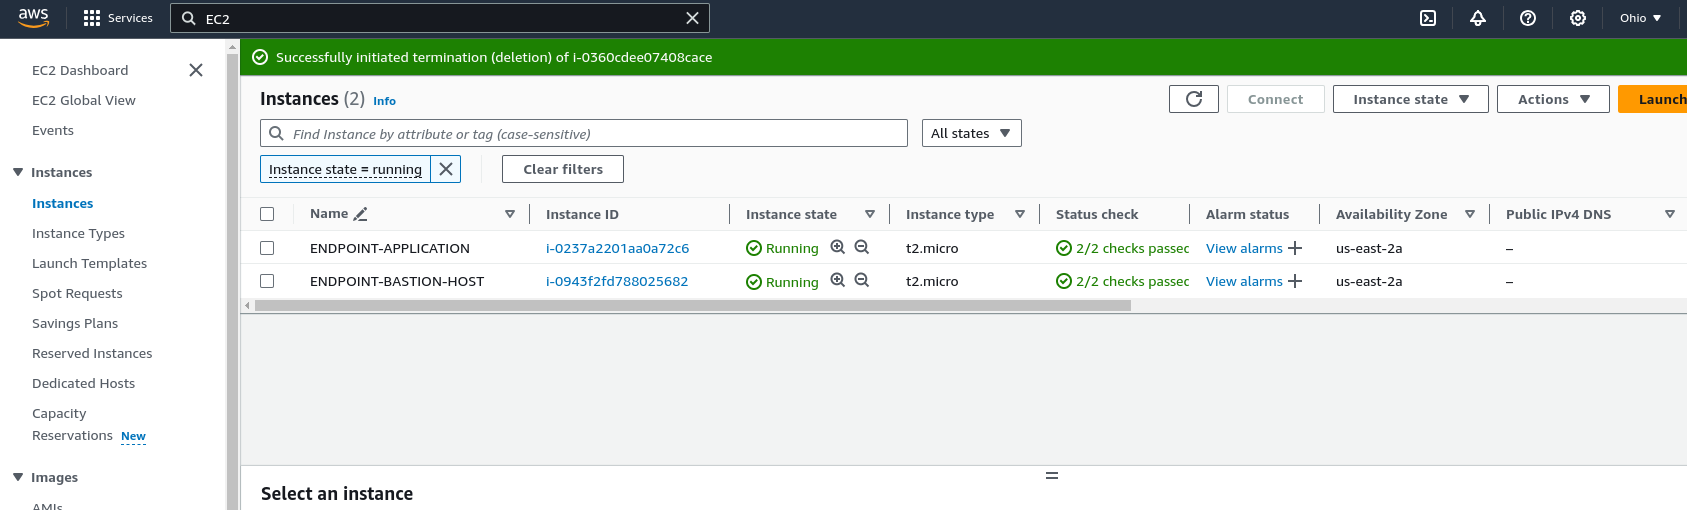 aws
Services
EC2
Ohio
EC2 Dashboard
EC2 Global View
Events
Instances
Instances
Instance Types
Launch Templates
Spot Requests
Savings Plans
Reserved Instances
Dedicated Hosts
Capacity
Reservations New
Images
AMIs
Successfully initiated termination (deletion) of i-0360cdee07408cace
Instances (2) Info
Connect
Instance state
Actions
Launch
Find Instance by attribute or tag (case-sensitive)
All states
Instance state = running
Clear filters
Name Instance ID Instance state Instance type Status check Alarm status Availability Zone Public IPv4 DNS
ENDPOINT-APPLICATION i-0237a2201aa0a72c6 Running t2.micro 2/2 checks passec View alarms + us-east-2a –
ENDPOINT-BASTION-HOST i-0943f2fd788025682 Running t2.micro 2/2 checks passec View alarms + us-east-2a –
Select an instance